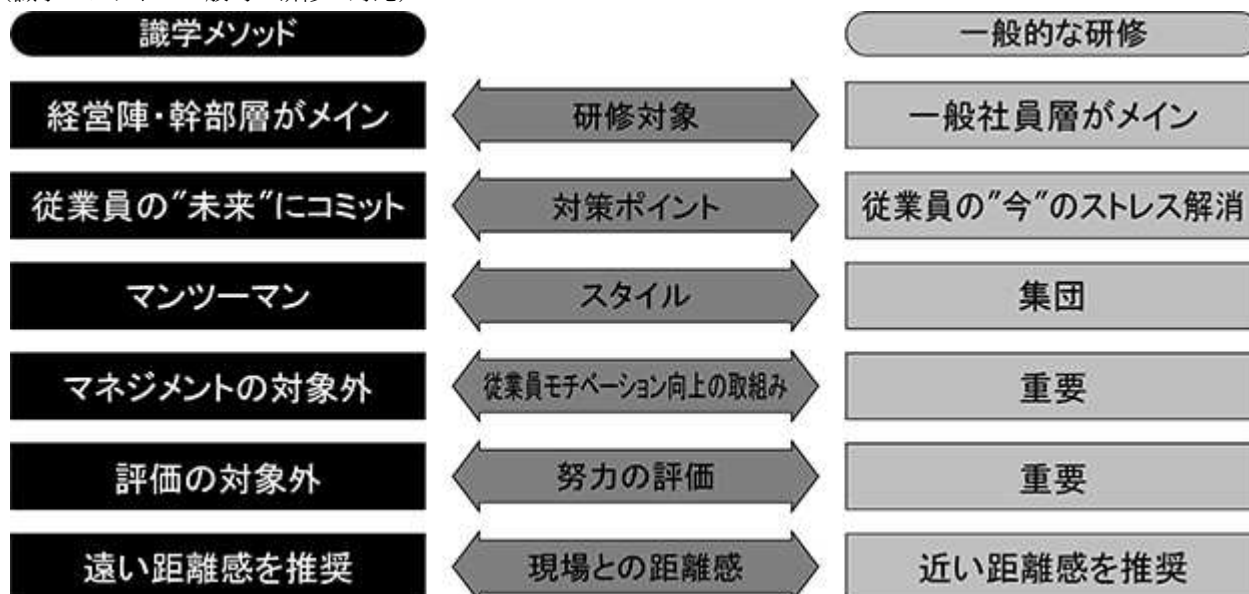 識学メソッド 一般的な研修
経営陣・幹部層がメイン 研修対象 一般社員層がメイン
従業員の"未来"にコミット 対策ポイント 従業員の"今"のストレス解消
マンツーマン スタイル 集団
マネジメントの対象外 従業員モチベーション向上の取組み 重要
評価の対象外 努力の評価 重要
遠い距離感を推奨 現場との距離感 近い距離感を推奨